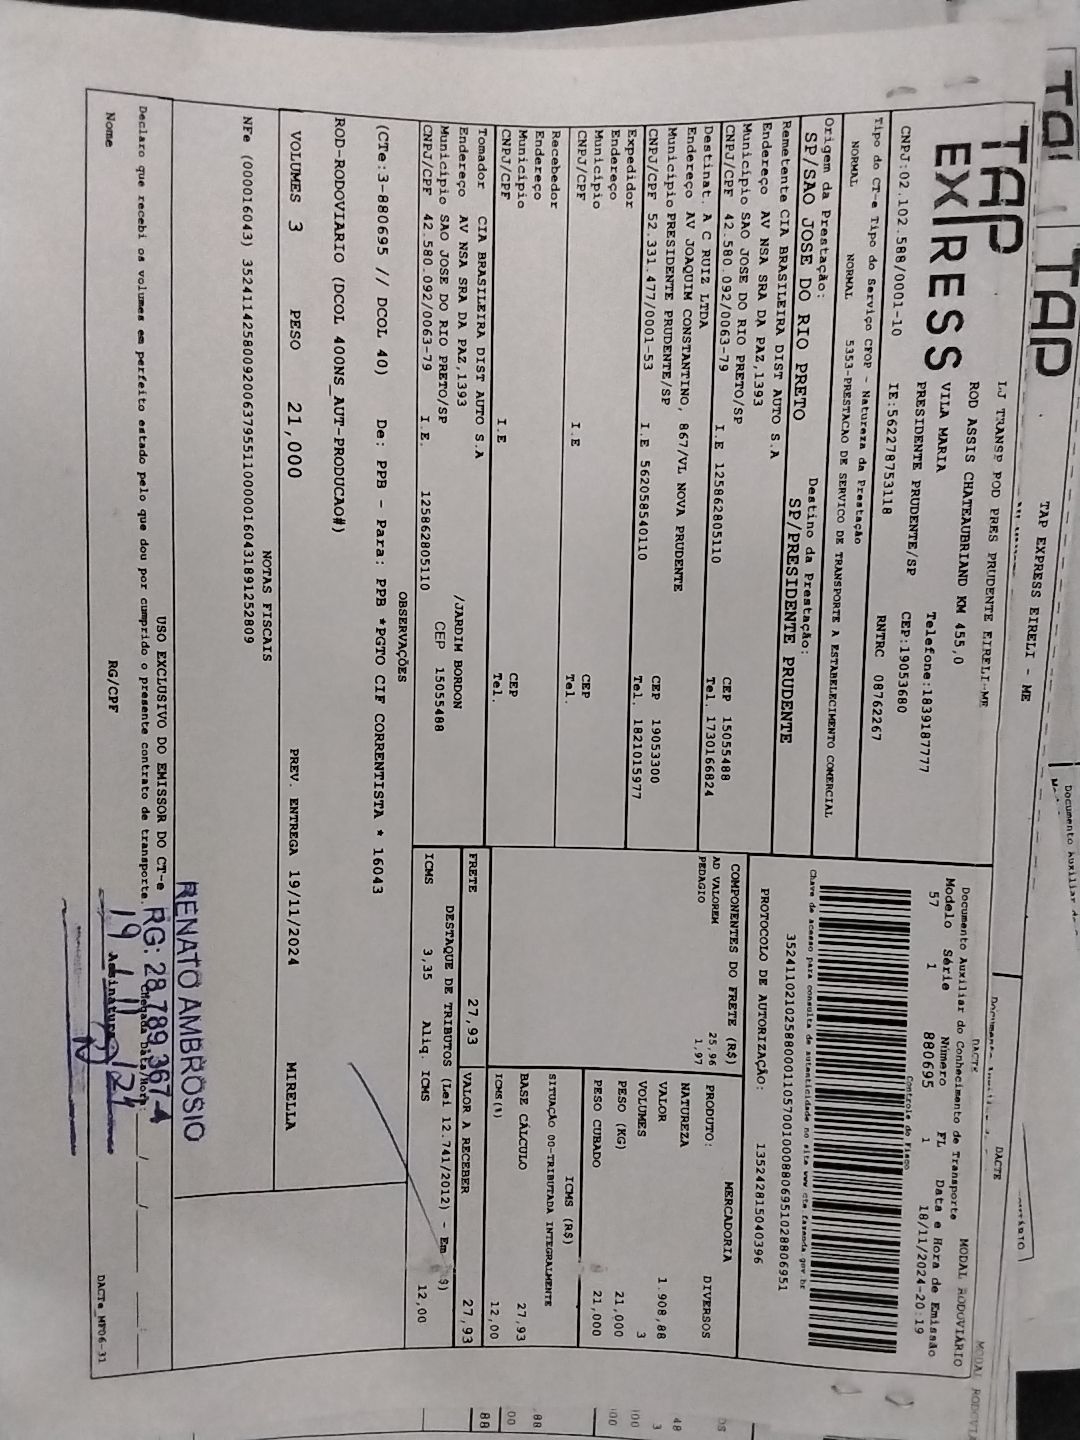 TAP EXPRESS EIRELI - ME
TAP
EXPRESS
LJ TRANSP POD PRES PRUDENTE EIRELI-ME
ROD ASSIS CHATEAUBRIAND KM 455,0
VILA MARIA Telefone:1839187777
PRESIDENTE PRUDENTE/SP CEP:19053680
CNPJ:02.102.588/0001-10 IE:562278753118 RNTRC 08762267
Tipo do CT-e Tipo do Serviço CFOP - Natureza da Prestação
NORMAL NORMAL 5353-PRESTACAO DE SERVICO DE TRANSPORTE A ESTABELECIMENTO COMERCIAL
Origem da Prestação: Destino da Prestação:
SP/SAO JOSE DO RIO PRETO SP/PRESIDENTE PRUDENTE
Remetente CIA BRASILEIRA DIST AUTO S.A
Endereço AV NSA SRA DA PAZ,1393
Município SAO JOSE DO RIO PRETO/SP CEP 15055488
CNPJ/CPF 42.580.092/0063-79 I.E 125862805110 Tel. 1730166824
Destinat. A C RUIZ LTDA
Endereço AV JOAQUIM CONSTANTINO, 867/VL NOVA PRUDENTE
Município PRESIDENTE PRUDENTE/SP CEP 19053300
CNPJ/CPF 52.331.477/0001-53 I.E 562058540110 Tel. 1821015977
Expedidor
Endereço
Município CEP
CNPJ/CPF I.E Tel.
Recebedor
Endereço
Município CEP
CNPJ/CPF I.E Tel.
Tomador CIA BRASILEIRA DIST AUTO S.A
Endereço AV NSA SRA DA PAZ,1393 /JARDIM BORDON
Município SAO JOSE DO RIO PRETO/SP CEP 15055488
CNPJ/CPF 42.580.092/0063-79 I.E. 125862805110
DACTE
Documento Auxiliar do Conhecimento de Transporte MODAL RODOVIÁRIO
Modelo Série Número FL Data e Hora de Emissão
57 1 880695 1 18/11/2024-20:19
Controle do Fisco
Chave de acesso para consulta de autenticidade no site www.cte.fazenda.gov.br
PROTOCOLO DE AUTORIZAÇÃO: 135242815040396
COMPONENTES DO FRETE (R$)
AD VALOREM 25,96
PEDAGIO 1,97
MERCADORIA
PRODUTO: DIVERSOS
NATUREZA
VALOR 1.908,88
VOLUMES 3
PESO (KG) 21,000
PESO CUBADO 21,000
ICMS (R$)
SITUAÇÃO 00-TRIBUTADA INTEGRALMENTE
BASE CÁLCULO 27,93
ICMS(%) 12,00
FRETE 27,93 VALOR A RECEBER 27,93
DESTAQUE DE TRIBUTOS (Lei 12.741/2012) - Em $)
ICMS 3,35 Aliq. ICMS 12,00
OBSERVAÇÕES
(CTe:3-880695 // DCOL 40) De: PPB - Para: PPB *PGTO CIF CORRENTISTA * 16043
ROD-RODOVIARIO (DCOL 400NS_AUT-PRODUCAO#)
VOLUMES 3 PESO 21,000 PREV. ENTREGA 19/11/2024 MIRELLA
NOTAS FISCAIS
NFe (000016043) 35241142580092006379551100000160431891252809
USO EXCLUSIVO DO EMISSOR DO CT-e
Declaro que recebi os volumes em perfeito estado pelo que dou por cumprido o presente contrato de transporte. Chegada Data/Hora: __/__/__ __:__
Nome RG/CPF Assinatura
RENATO AMBRÓSIO
RG: 28.789.367-4
19/11/24
DACTe_MF06-31